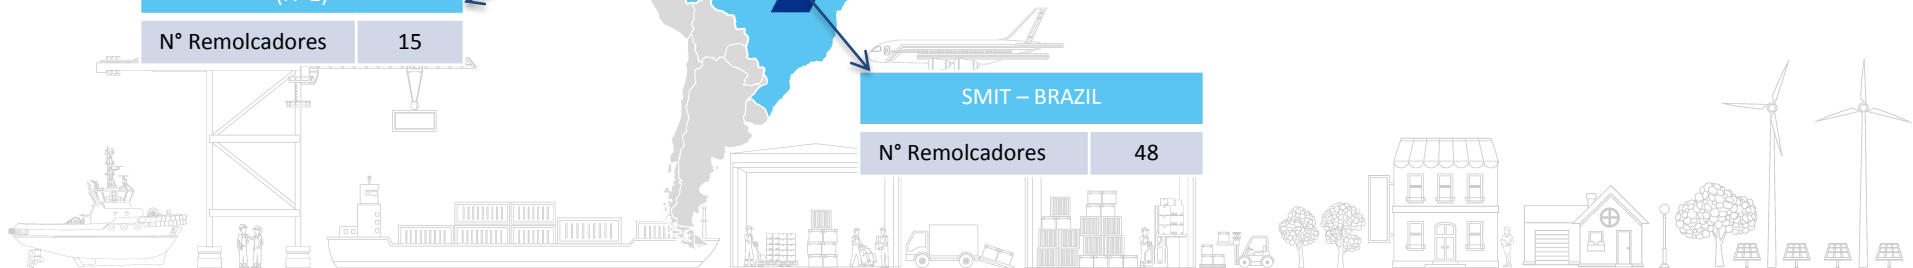 N° Remolcadores 15
SMIT – BRAZIL
N° Remolcadores 48